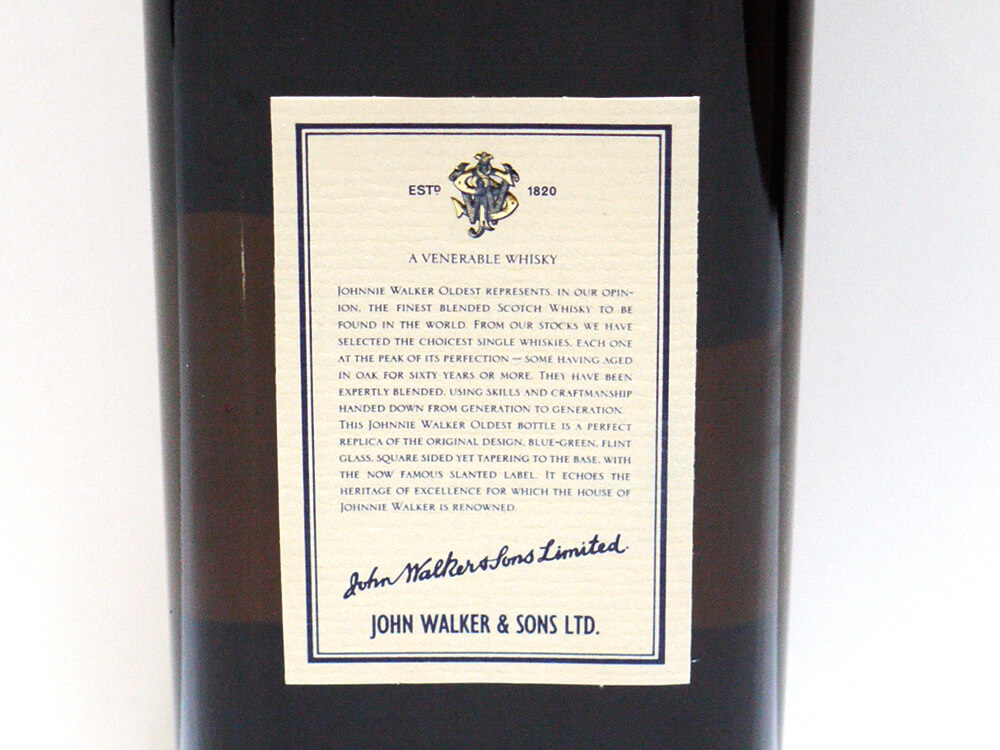 ESTD 1820
A VENERABLE WHISKY
JOHNNIE WALKER OLDEST REPRESENTS, IN OUR OPIN-
ION, THE FINEST BLENDED SCOTCH WHISKY TO BE
FOUND IN THE WORLD. FROM OUR STOCKS WE HAVE
SELECTED THE CHOICEST SINGLE WHISKIES, EACH ONE
AT THE PEAK OF ITS PERFECTION — SOME HAVING AGED
IN OAK FOR SIXTY YEARS OR MORE. THEY HAVE BEEN
EXPERTLY BLENDED, USING SKILLS AND CRAFTMANSHIP
HANDED DOWN FROM GENERATION TO GENERATION.
THIS JOHNNIE WALKER OLDEST BOTTLE IS A PERFECT
REPLICA OF THE ORIGINAL DESIGN, BLUE-GREEN, FLINT
GLASS, SQUARE SIDED YET TAPERING TO THE BASE, WITH
THE NOW FAMOUS SLANTED LABEL. IT ECHOES THE
HERITAGE OF EXCELLENCE FOR WHICH THE HOUSE OF
JOHNNIE WALKER IS RENOWNED.
John Walker & Sons Limited.
JOHN WALKER & SONS LTD.